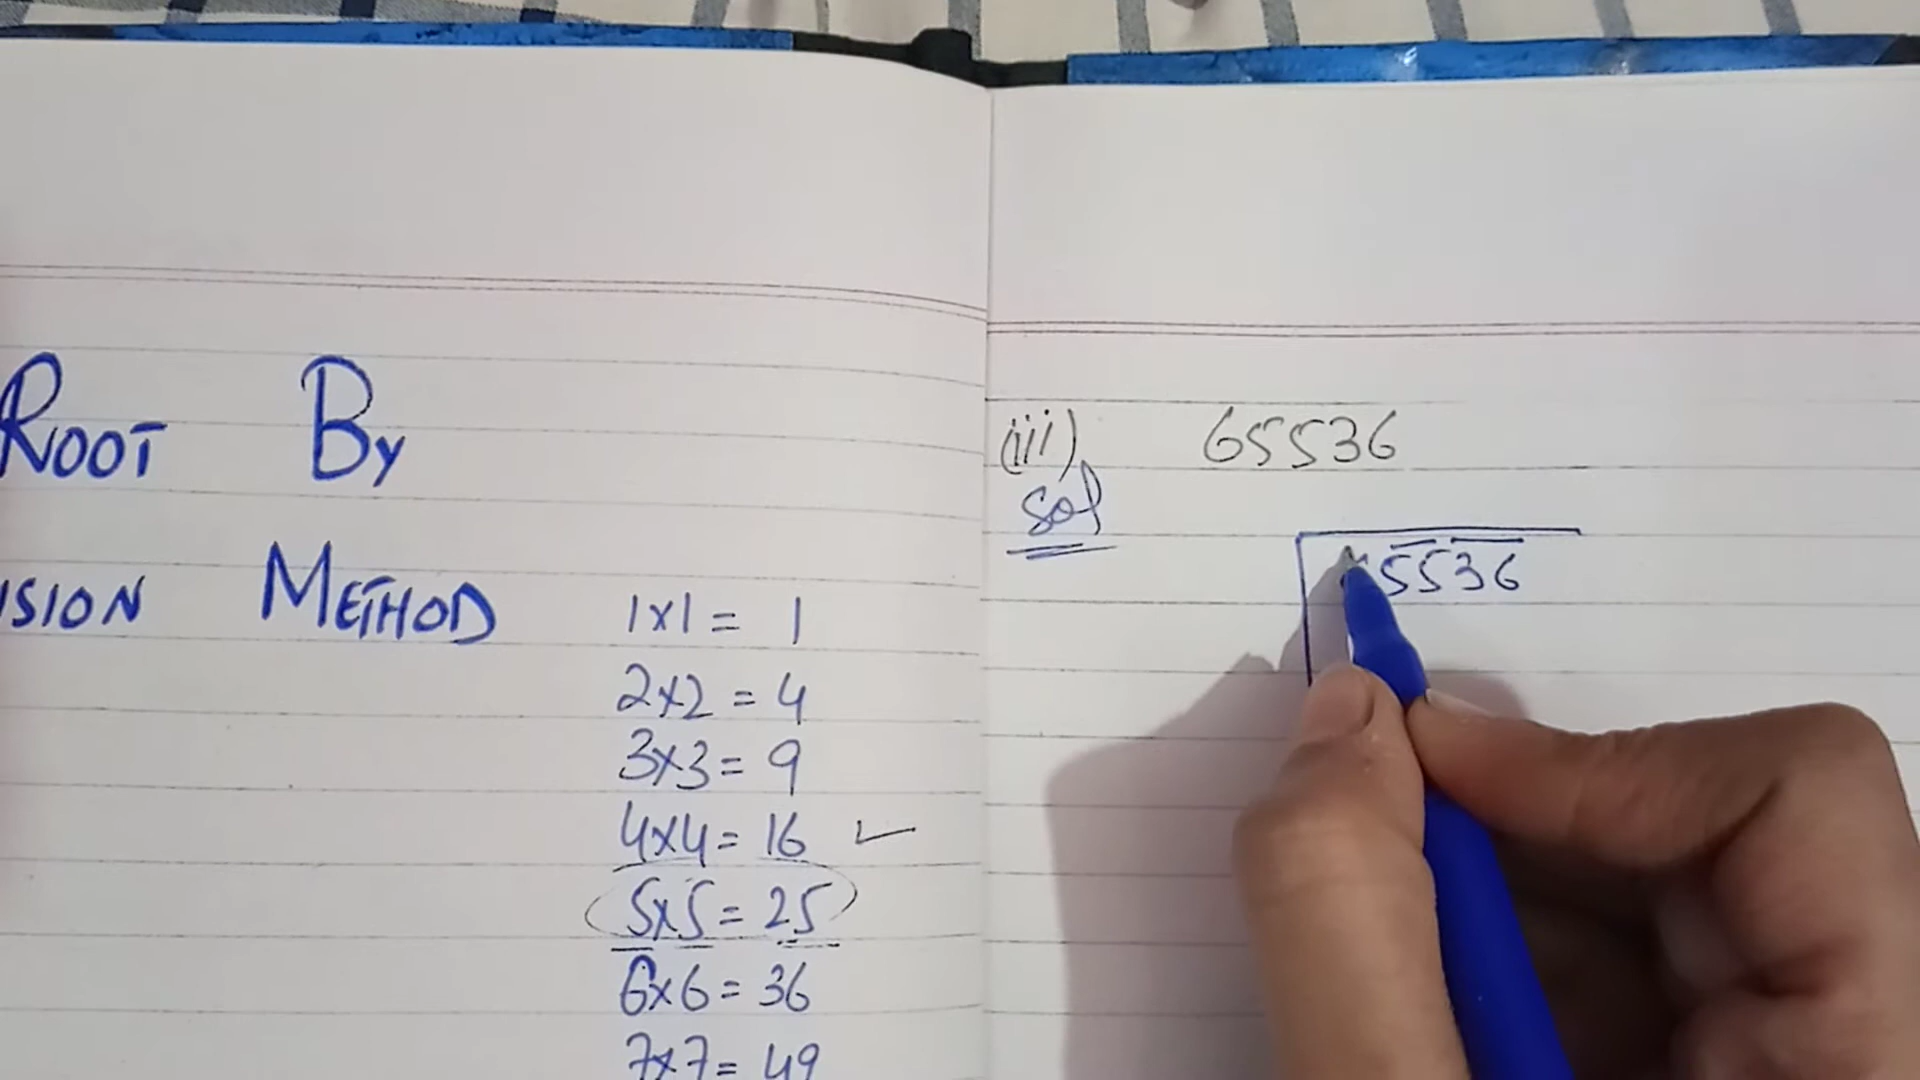 ROOT BY
METHOD
1x1 = 1
2x2 = 4
3x3 = 9
4x4 = 16 ✓
5x5 = 25
6x6 = 36
7x7 = 49
(iii) 65536
Sol
5536